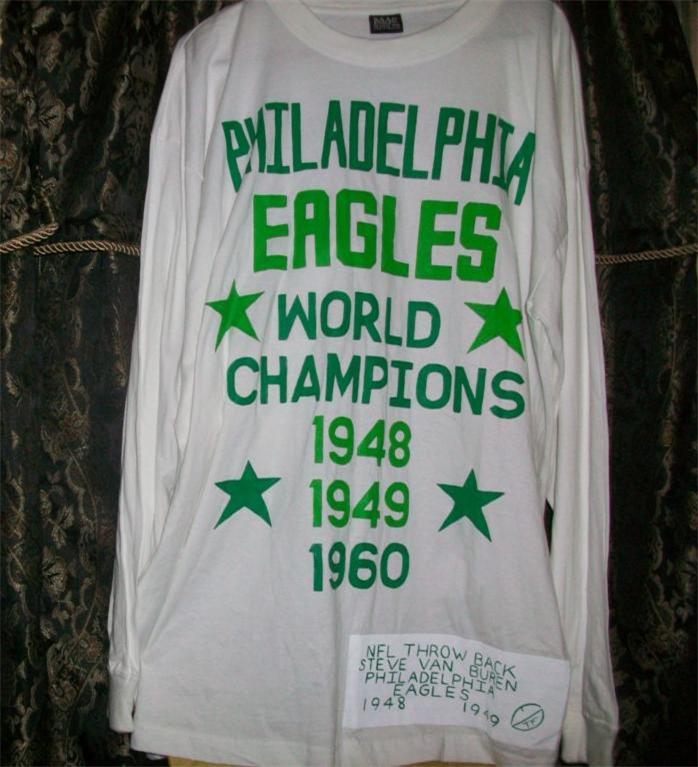 PHILADELPHIA
EAGLES
WORLD
CHAMPIONS
1948
1949
1960
NFL THROW BACK
STEVE VAN BUREN
PHILADELPHIA
EAGLES
1948 1949